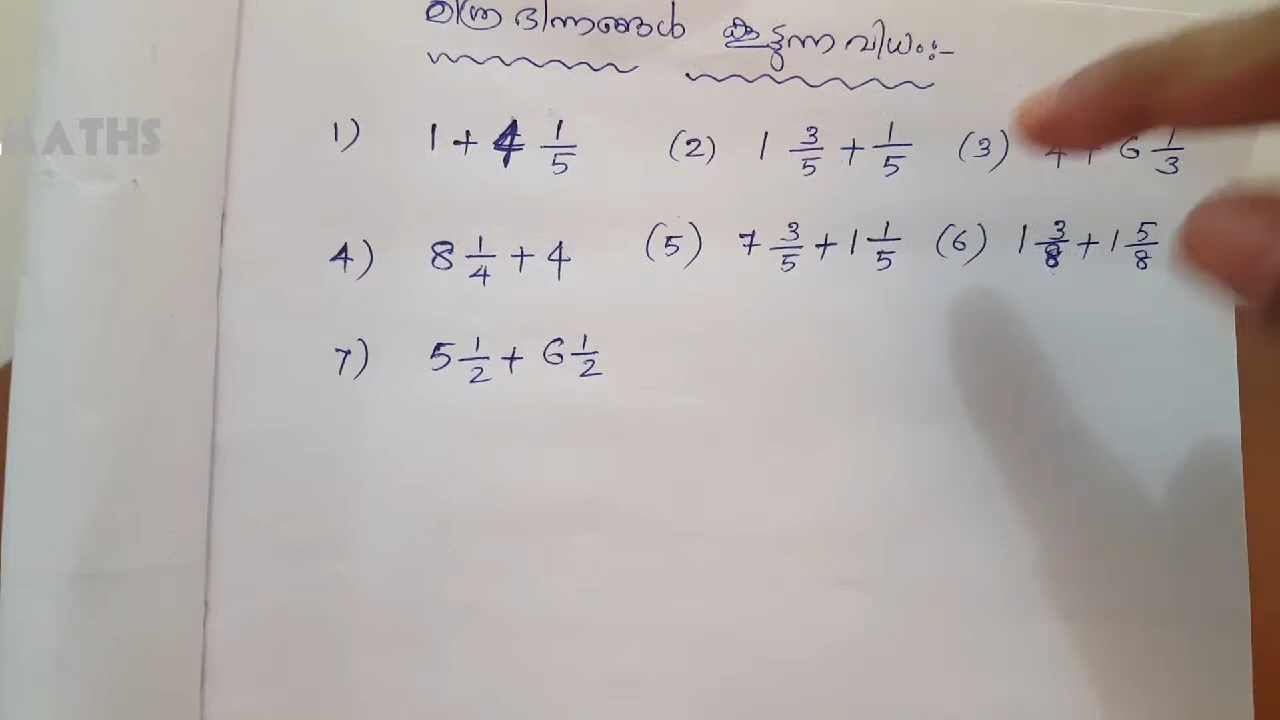 മിശ്ര ഭിന്നങ്ങൾ കൂട്ടുന്ന വിധം:-
MATHS
1) 1 + 4 1/5 (2) 1 3/5 + 1/5 (3) 4 + 6 1/3
4) 8 1/4 + 4 (5) 7 3/5 + 1 1/5 (6) 1 3/8 + 1 5/8
7) 5 1/2 + 6 1/2